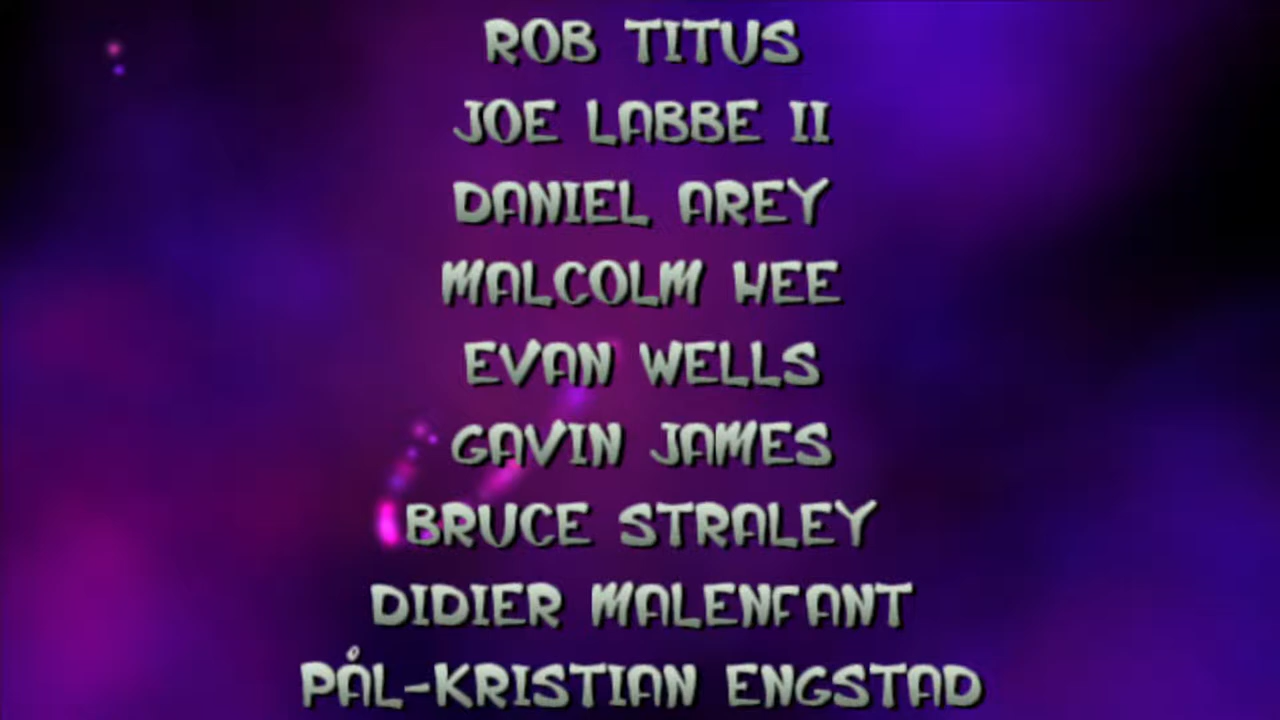 ROB TITUS
JOE LABBE II
DANIEL AREY
MALCOLM HEE
EVAN WELLS
GAVIN JAMES
BRUCE STRALEY
DIDIER MALENFANT
PÅL-KRISTIAN ENGSTAD